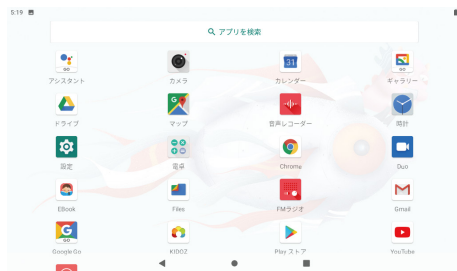 5:19
アプリを検索
アシスタント
カメラ
カレンダー
ギャラリー
ドライブ
マップ
音声レコーダー
時計
設定
電卓
Chrome
Duo
EBook
Files
FMラジオ
Gmail
Google Go
KIDOZ
Play ストア
YouTube